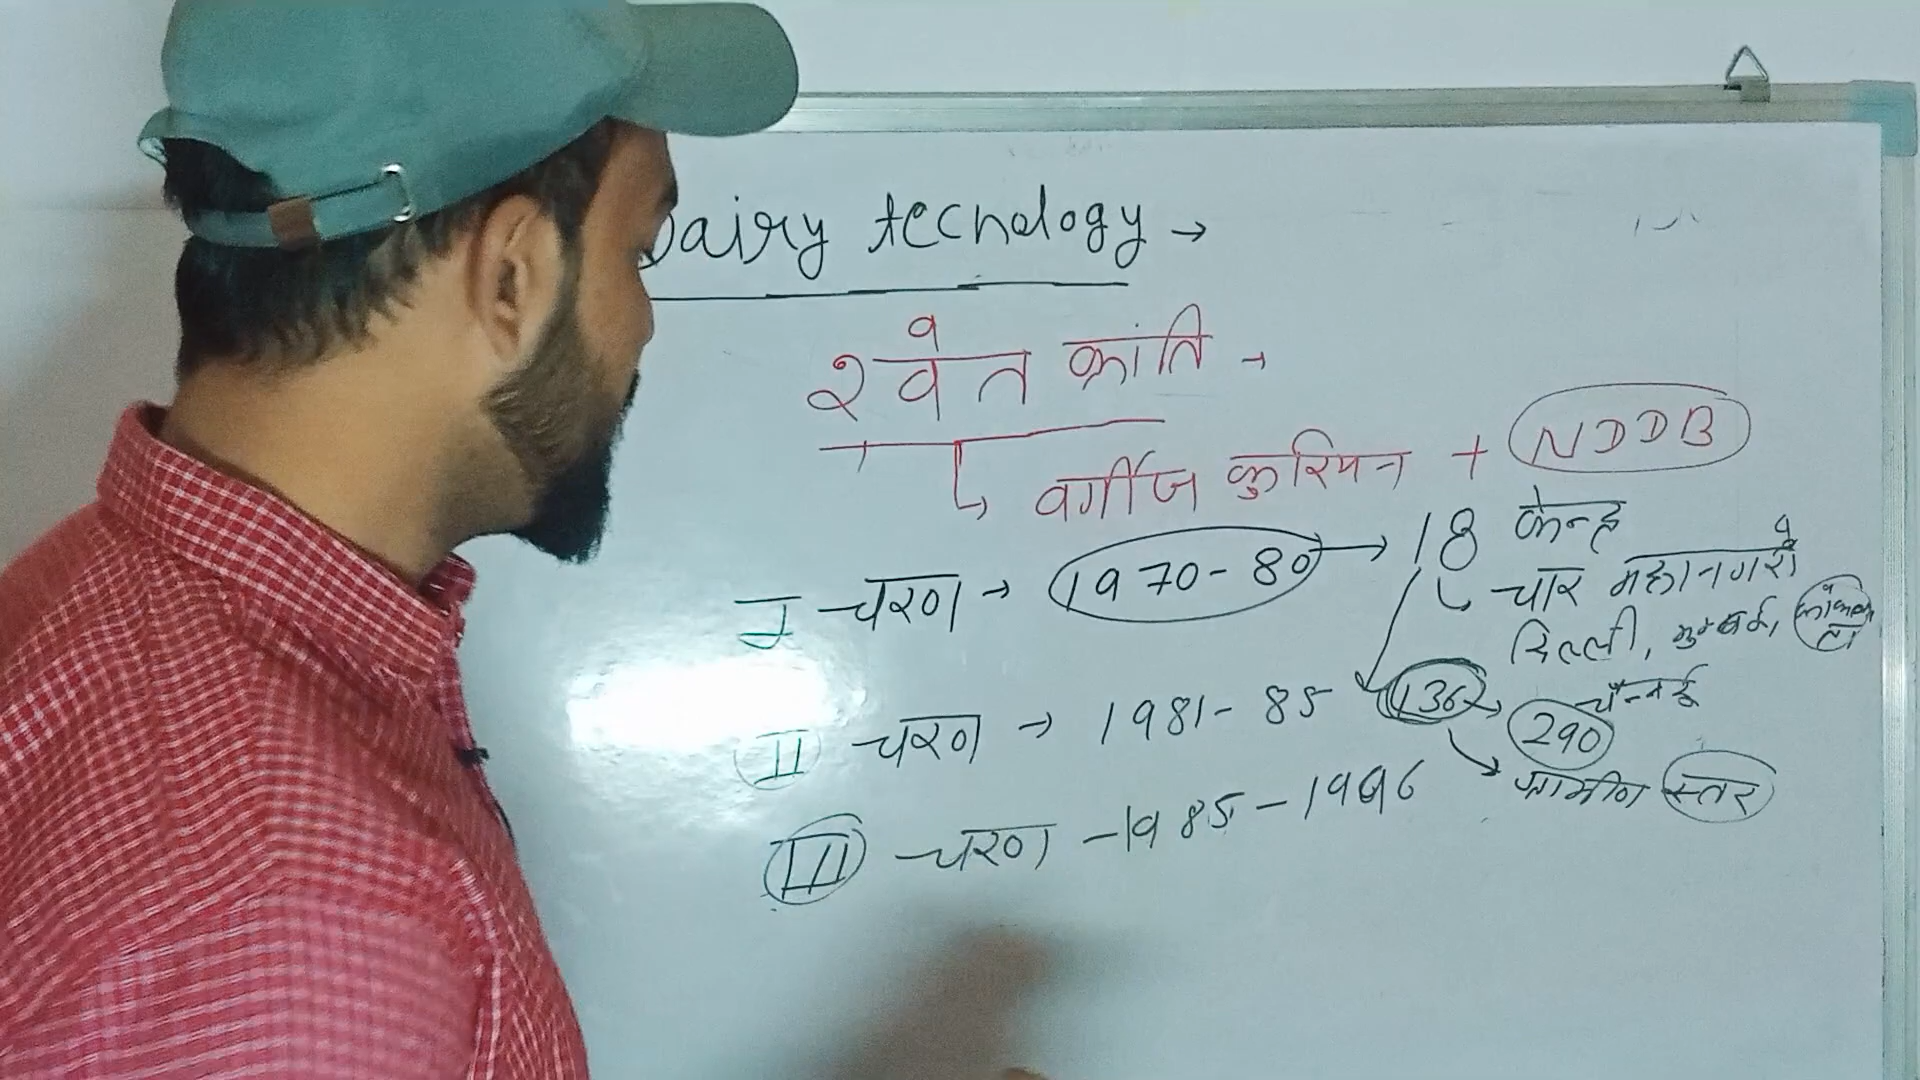 Dairy tecnology →
श्वेत क्रांति →
↳ वर्गीज कुरियन + NDDB
I चरण → 1970-80 → 18 केन्द्र
↳ चार महानगरो
दिल्ली, मुम्बई,
चैन्नई
II चरण → 1981-85 136 → 290
→ ग्रामीण स्तर
III चरण - 1985-1996